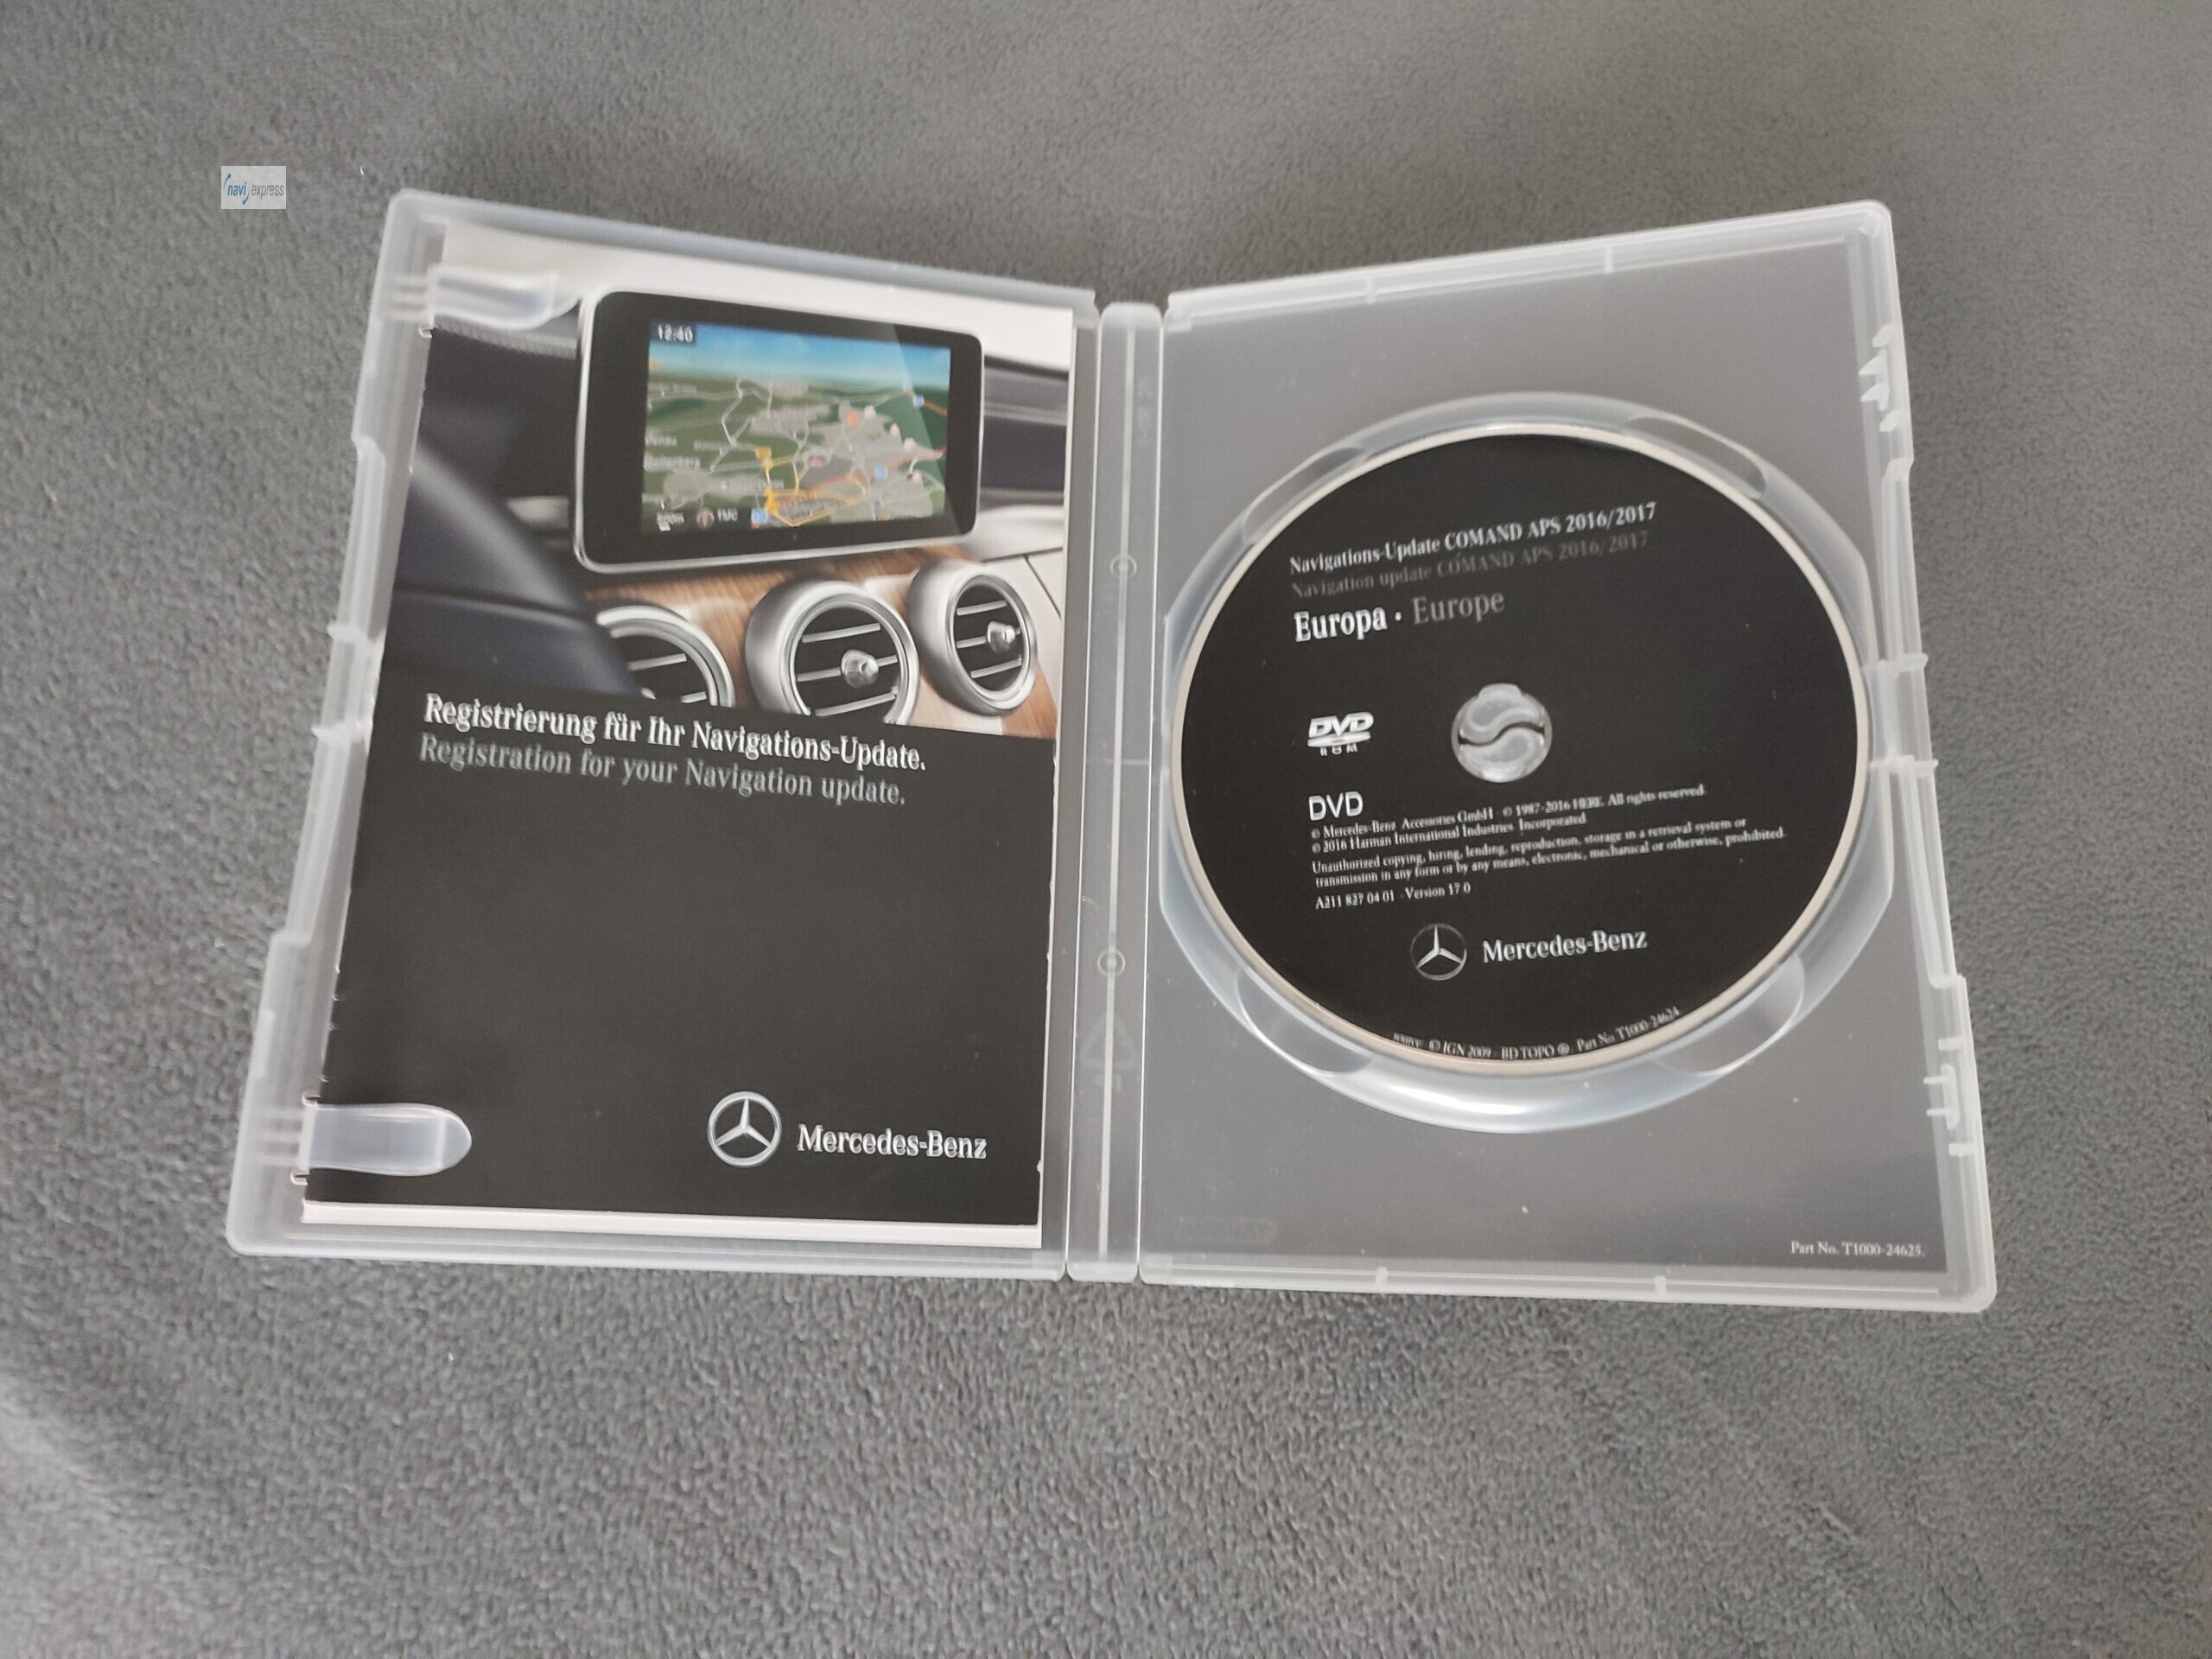 navi express
12:40
TMC
Registrierung für Ihr Navigations-Update.
Registration for your Navigation update.
Mercedes-Benz
Navigations-Update COMAND APS 2016/2017
Navigation update COMAND APS 2016/2017
Europa · Europe
DVD
ROM
DVD
© Mercedes-Benz Accessories GmbH · © 1987-2016 HERE. All rights reserved.
© 2016 Harman International Industries Incorporated
Unauthorized copying, hiring, lending, reproduction, storage in a retrieval system or
transmission in any form or by any means, electronic, mechanical or otherwise, prohibited.
A211 827 04 01 · Version 17.0
Mercedes-Benz
source: © IGN 2009 - BD TOPO ®. Part No. T1000-24624
Part No. T1000-24625.